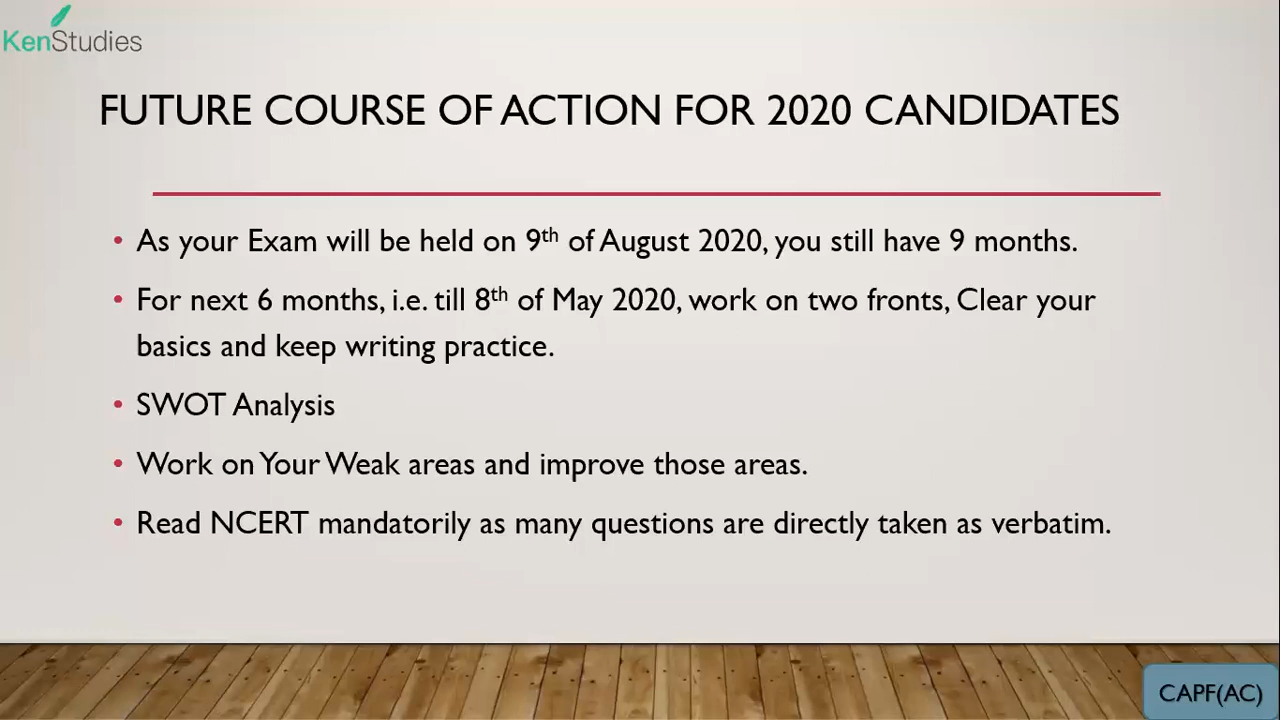 KenStudies
FUTURE COURSE OF ACTION FOR 2020 CANDIDATES
• As your Exam will be held on 9th of August 2020, you still have 9 months.
• For next 6 months, i.e. till 8th of May 2020, work on two fronts, Clear your
basics and keep writing practice.
• SWOT Analysis
• Work on Your Weak areas and improve those areas.
• Read NCERT mandatorily as many questions are directly taken as verbatim.
CAPF(AC)